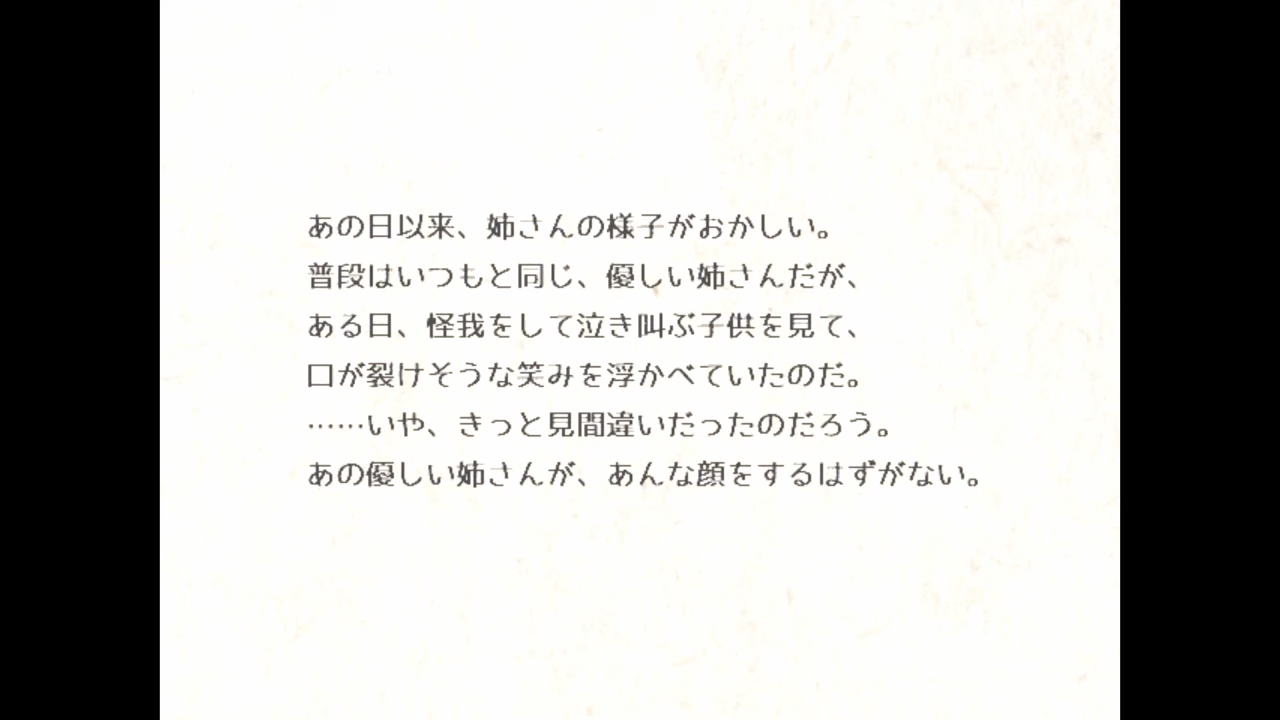 あの日以来、姉さんの様子がおかしい。
普段はいつもと同じ、優しい姉さんだが、
ある日、怪我をして泣き叫ぶ子供を見て、
口が裂けそうな笑みを浮かべていたのだ。
……いや、きっと見間違いだったのだろう。
あの優しい姉さんが、あんな顔をするはずがない。